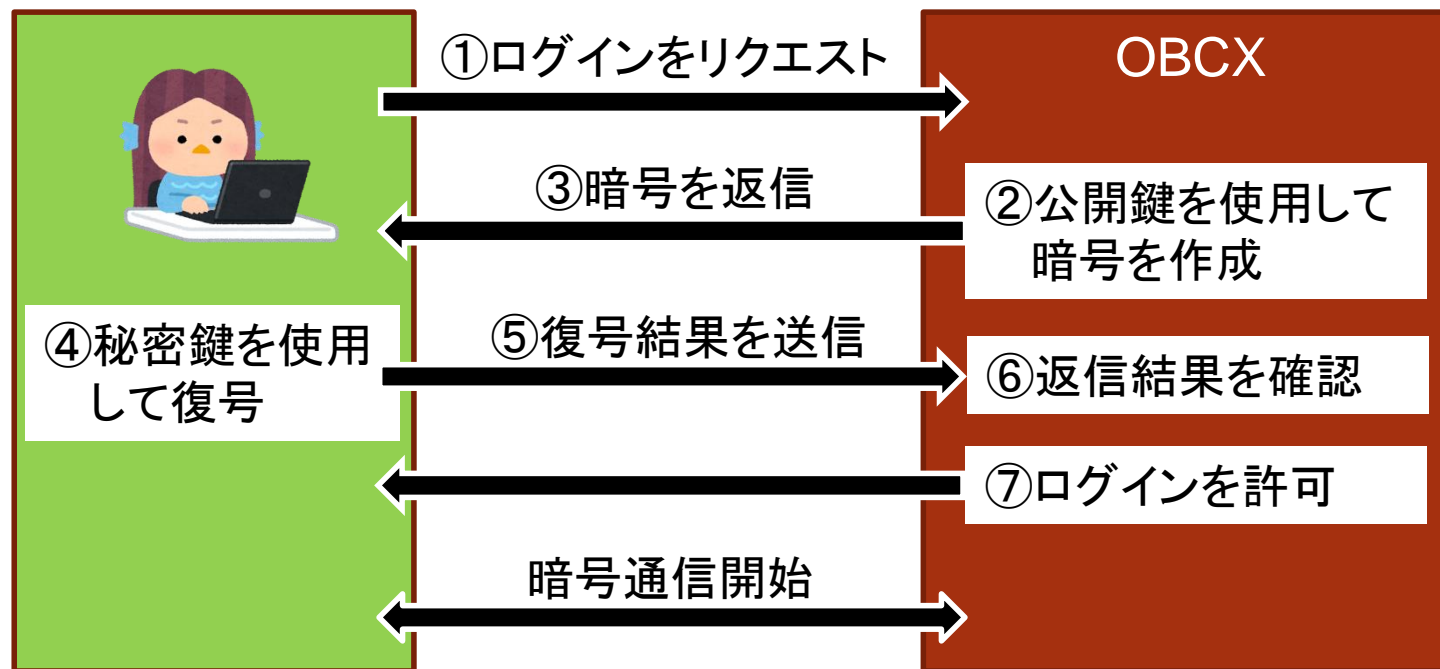 ①ログインをリクエスト
OBCX
③暗号を返信
②公開鍵を使用して
暗号を作成
④秘密鍵を使用
して復号
⑤復号結果を送信
⑥返信結果を確認
⑦ログインを許可
暗号通信開始